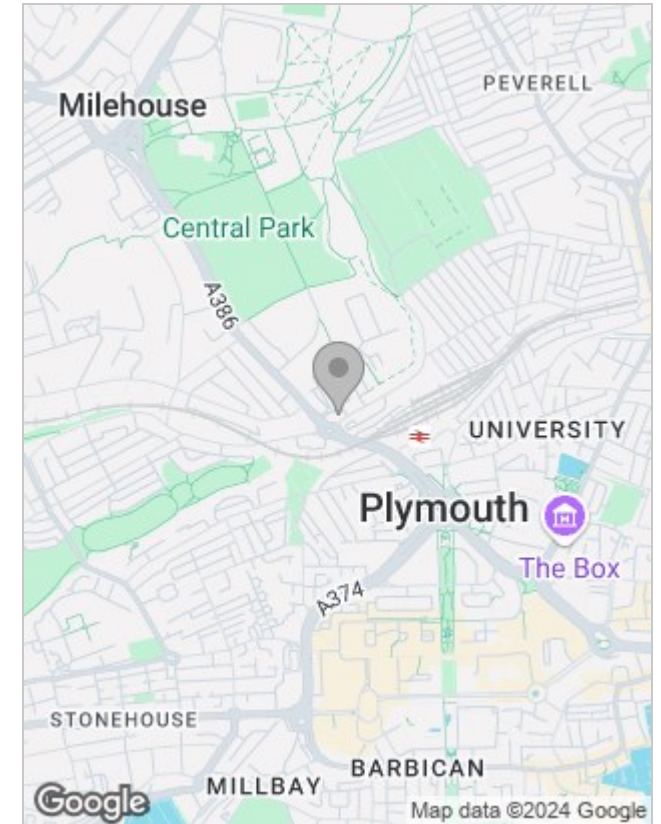 PEVERELL
Milehouse
Central Park
A386
UNIVERSITY
Plymouth
The Box
A374
STONEHOUSE
BARBICAN
MILLBAY
Google
Map data ©2024 Google